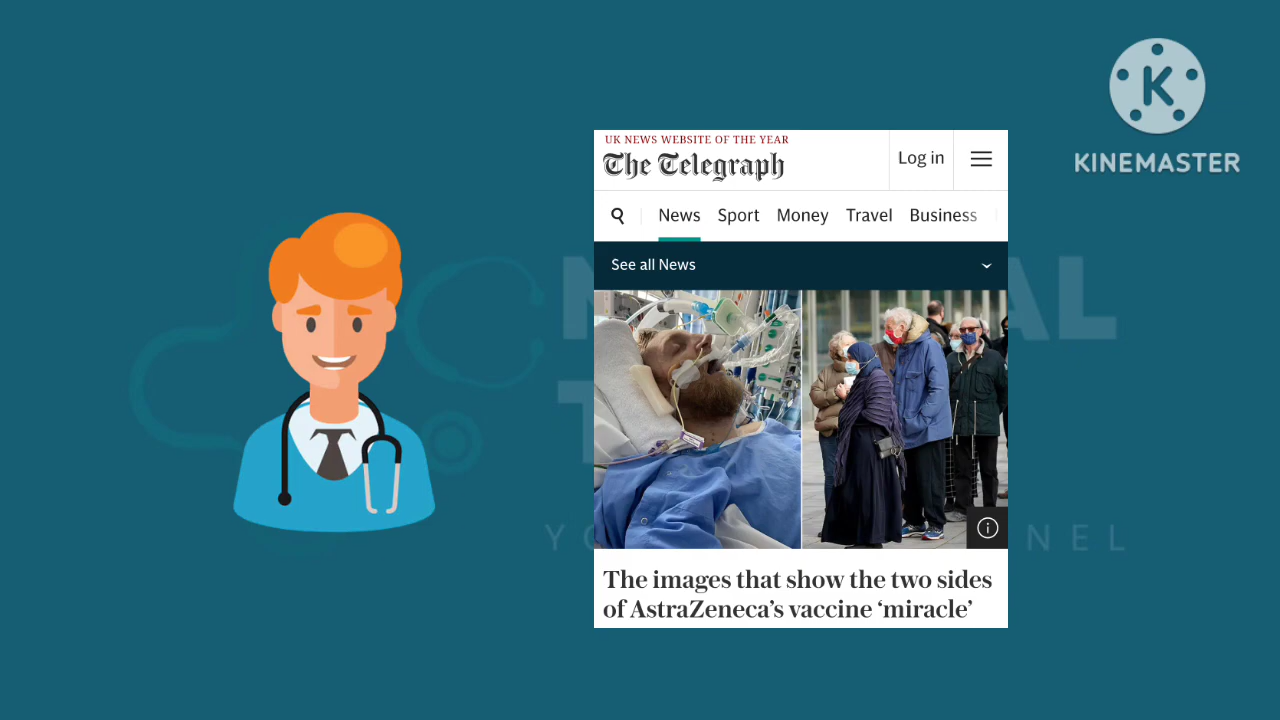 KINEMASTER
UK NEWS WEBSITE OF THE YEAR
The Telegraph
Log in
News Sport Money Travel Business
See all News
The images that show the two sides
of AstraZeneca's vaccine ‘miracle’